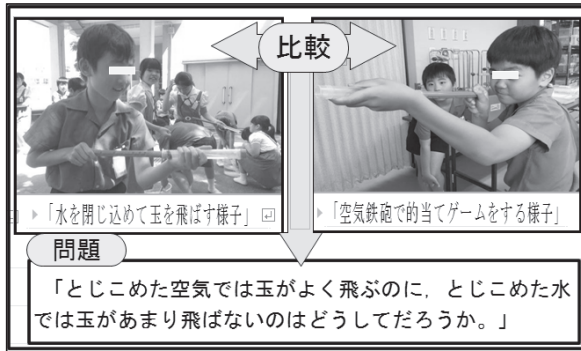 比較
「水を閉じ込めて玉を飛ばす様子」
「空気鉄砲で的当てゲームをする様子」
問題
「とじこめた空気では玉がよく飛ぶのに，とじこめた水
では玉があまり飛ばないのはどうしてだろうか。」